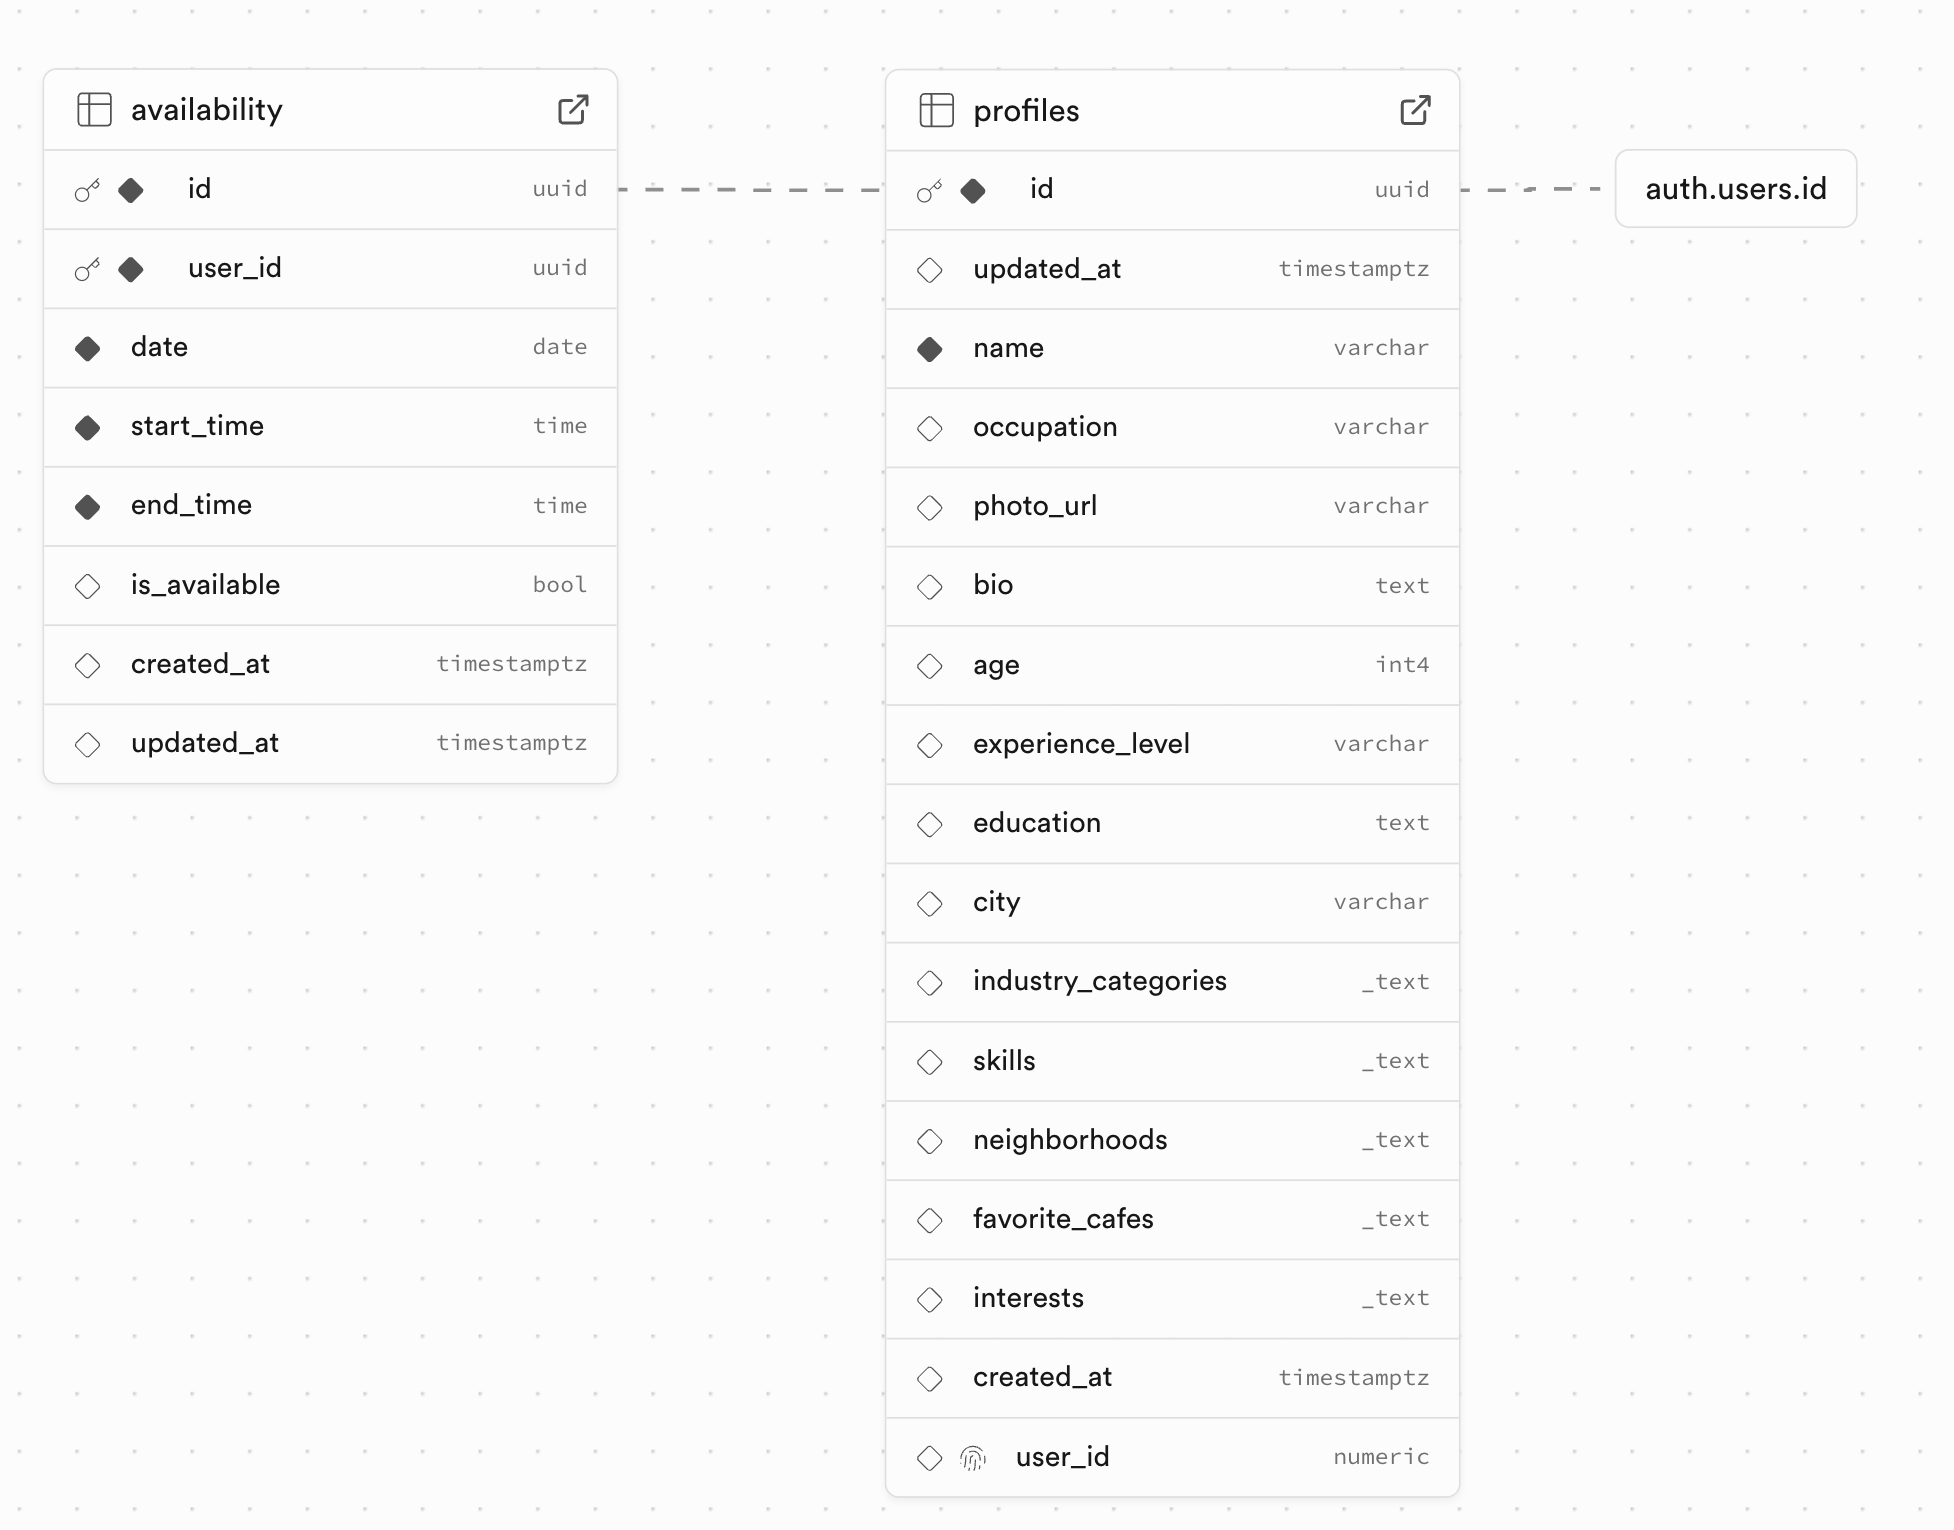 availability
id uuid
user_id uuid
date date
start_time time
end_time time
is_available bool
created_at timestamptz
updated_at timestamptz
profiles
id uuid
updated_at timestamptz
name varchar
occupation varchar
photo_url varchar
bio text
age int4
experience_level varchar
education text
city varchar
industry_categories _text
skills _text
neighborhoods _text
favorite_cafes _text
interests _text
created_at timestamptz
user_id numeric
auth.users.id